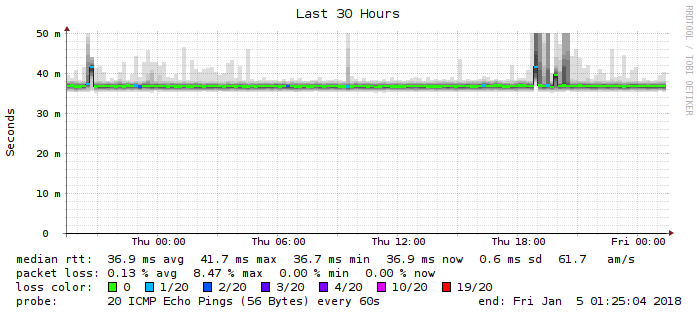 Last 30 Hours
RRDTOOL / TOBI OETIKER
Seconds
50 m
40 m
30 m
20 m
10 m
0
Thu 00:00 Thu 06:00 Thu 12:00 Thu 18:00 Fri 00:00
median rtt: 36.9 ms avg 41.7 ms max 36.7 ms min 36.9 ms now 0.6 ms sd 61.7 am/s
packet loss: 0.13 % avg 8.47 % max 0.00 % min 0.00 % now
loss color: 0 1/20 2/20 3/20 4/20 10/20 19/20
probe: 20 ICMP Echo Pings (56 Bytes) every 60s end: Fri Jan 5 01:25:04 2018